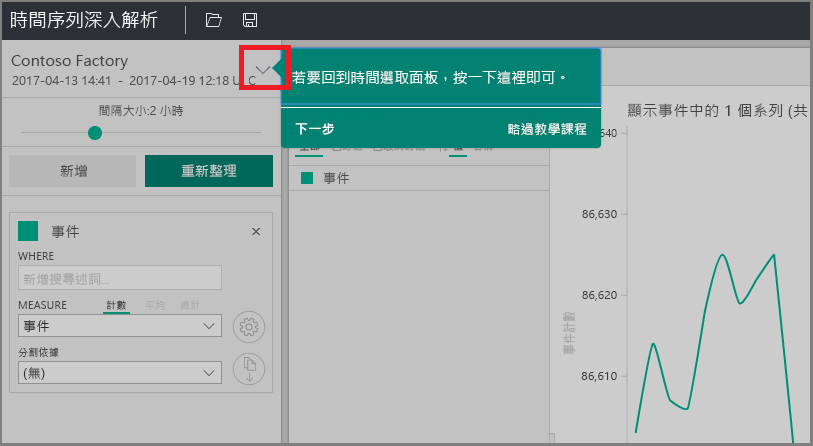 時間序列深入解析
Contoso Factory
2017-04-13 14:41 - 2017-04-19 12:18 UTC
間隔大小:2 小時
新增
重新整理
若要回到時間選取面板，按一下這裡即可。
下一步
略過教學課程
事件
WHERE
新增搜尋述詞...
MEASURE
計數
平均
總計
事件
分割依據
(無)
事件
顯示事件中的 1 個系列 (共
86,640
86,630
86,620
86,610
事件計數